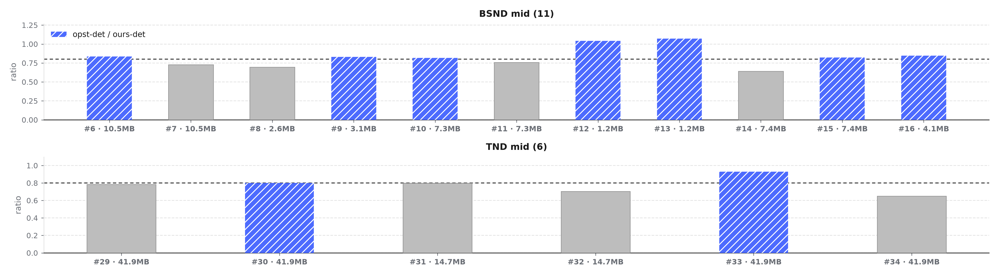 BSND mid (11)
1.25
opst-det / ours-det
1.00
0.75
ratio
0.50
0.25
0.00
#6 · 10.5MB #7 · 10.5MB #8 · 2.6MB #9 · 3.1MB #10 · 7.3MB #11 · 7.3MB #12 · 1.2MB #13 · 1.2MB #14 · 7.4MB #15 · 7.4MB #16 · 4.1MB
TND mid (6)
1.0
0.8
0.6
ratio
0.4
0.2
0.0
#29 · 41.9MB #30 · 41.9MB #31 · 14.7MB #32 · 14.7MB #33 · 41.9MB #34 · 41.9MB